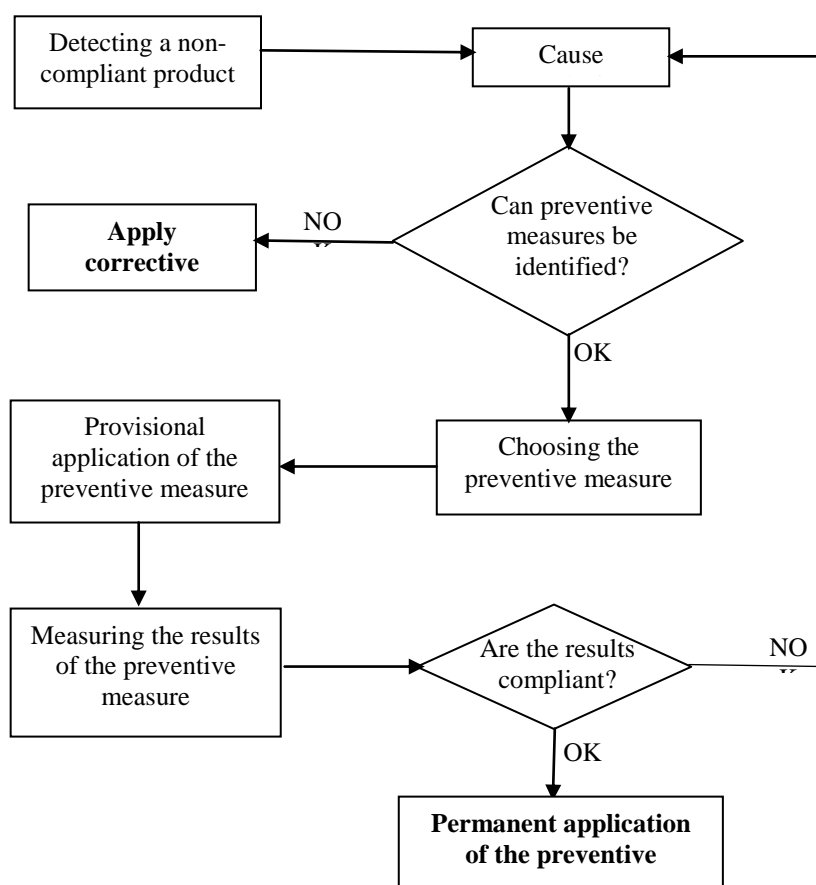 Detecting a non-
compliant product
Cause
Can preventive
measures be
identified?
NO
Apply
corrective
OK
Choosing the
preventive measure
Provisional
application of the
preventive measure
Measuring the results
of the preventive
measure
Are the results
compliant?
NO
OK
Permanent application
of the preventive